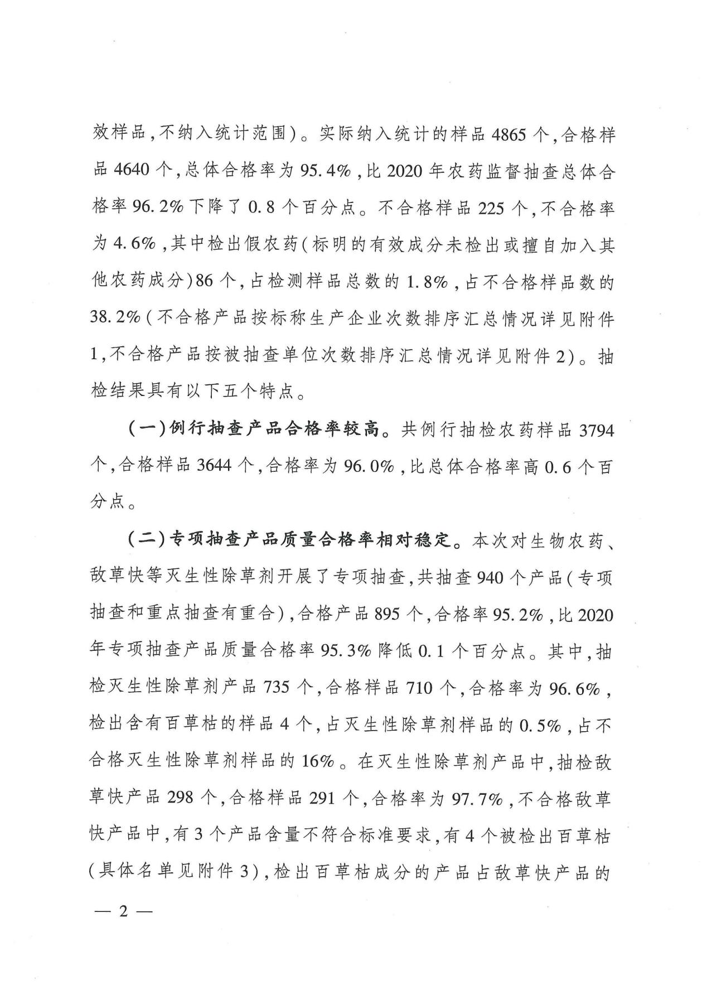 效样品,不纳入统计范围)。实际纳入统计的样品 4865 个,合格样
品 4640 个,总体合格率为 95.4%,比 2020 年农药监督抽查总体合
格率 96.2%下降了 0.8 个百分点。不合格样品 225 个,不合格率
为 4.6%,其中检出假农药(标明的有效成分未检出或擅自加入其
他农药成分)86 个,占检测样品总数的 1.8%,占不合格样品数的
38.2%(不合格产品按标称生产企业次数排序汇总情况详见附件
1,不合格产品按被抽查单位次数排序汇总情况详见附件 2)。抽
检结果具有以下五个特点。
(一)例行抽查产品合格率较高。共例行抽检农药样品 3794
个,合格样品 3644 个,合格率为 96.0%,比总体合格率高 0.6 个百
分点。
(二)专项抽查产品质量合格率相对稳定。本次对生物农药、
敌草快等灭生性除草剂开展了专项抽查,共抽查 940 个产品(专项
抽查和重点抽查有重合),合格产品 895 个,合格率 95.2%,比 2020
年专项抽查产品质量合格率 95.3%降低 0.1 个百分点。其中,抽
检灭生性除草剂产品 735 个,合格样品 710 个,合格率为 96.6%,
检出含有百草枯的样品 4 个,占灭生性除草剂样品的 0.5%,占不
合格灭生性除草剂样品的 16%。在灭生性除草剂产品中,抽检敌
草快产品 298 个,合格样品 291 个,合格率为 97.7%,不合格敌草
快产品中,有 3 个产品含量不符合标准要求,有 4 个被检出百草枯
(具体名单见附件 3),检出百草枯成分的产品占敌草快产品的
— 2 —